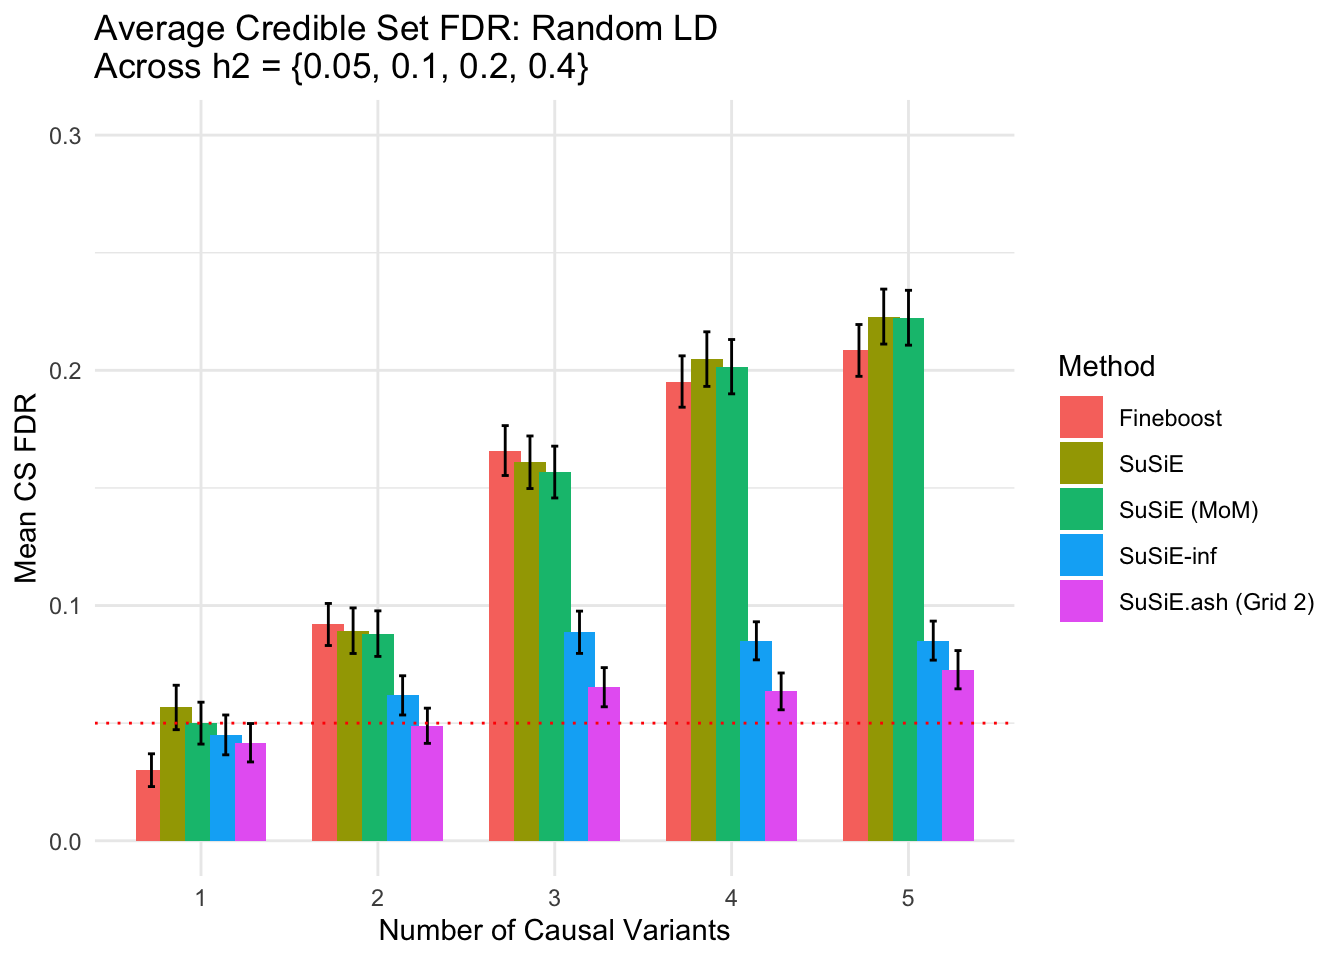 Average Credible Set FDR: Random LD
Across h2 = {0.05, 0.1, 0.2, 0.4}
Mean CS FDR
0.3
0.2
0.1
0.0
1 2 3 4 5
Number of Causal Variants
Method
Fineboost
SuSiE
SuSiE (MoM)
SuSiE-inf
SuSiE.ash (Grid 2)